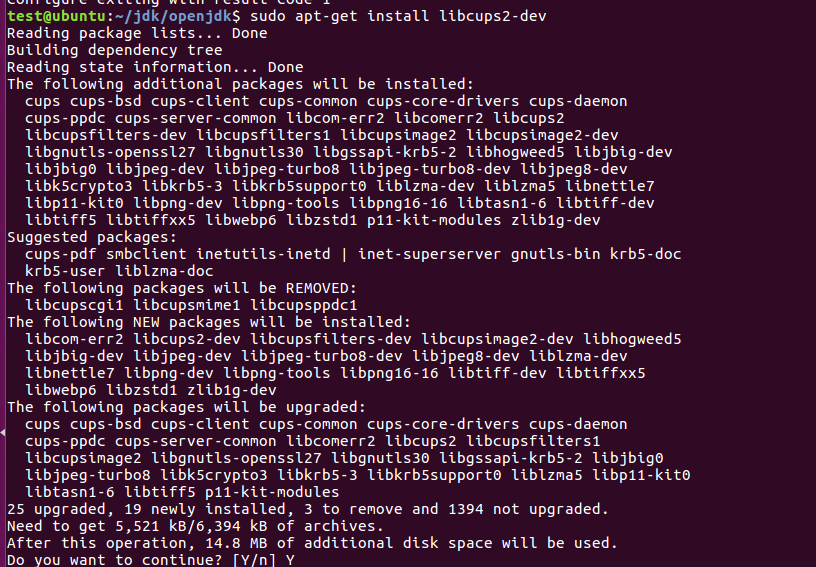 Configure exiting with result code 1
test@ubuntu:~/jdk/openjdk$ sudo apt-get install libcups2-dev
Reading package lists... Done
Building dependency tree
Reading state information... Done
The following additional packages will be installed:
  cups cups-bsd cups-client cups-common cups-core-drivers cups-daemon
  cups-ppdc cups-server-common libcom-err2 libcomerr2 libcups2
  libcupsfilters-dev libcupsfilters1 libcupsimage2 libcupsimage2-dev
  libgnutls-openssl27 libgnutls30 libgssapi-krb5-2 libhogweed5 libjbig-dev
  libjbig0 libjpeg-dev libjpeg-turbo8 libjpeg-turbo8-dev libjpeg8-dev
  libk5crypto3 libkrb5-3 libkrb5support0 liblzma-dev liblzma5 libnettle7
  libp11-kit0 libpng-dev libpng-tools libpng16-16 libtasn1-6 libtiff-dev
  libtiff5 libtiffxx5 libwebp6 libzstd1 p11-kit-modules zlib1g-dev
Suggested packages:
  cups-pdf smbclient inetutils-inetd | inet-superserver gnutls-bin krb5-doc
  krb5-user liblzma-doc
The following packages will be REMOVED:
  libcupscgi1 libcupsmime1 libcupsppdc1
The following NEW packages will be installed:
  libcom-err2 libcups2-dev libcupsfilters-dev libcupsimage2-dev libhogweed5
  libjbig-dev libjpeg-dev libjpeg-turbo8-dev libjpeg8-dev liblzma-dev
  libnettle7 libpng-dev libpng-tools libpng16-16 libtiff-dev libtiffxx5
  libwebp6 libzstd1 zlib1g-dev
The following packages will be upgraded:
  cups cups-bsd cups-client cups-common cups-core-drivers cups-daemon
  cups-ppdc cups-server-common libcomerr2 libcups2 libcupsfilters1
  libcupsimage2 libgnutls-openssl27 libgnutls30 libgssapi-krb5-2 libjbig0
  libjpeg-turbo8 libk5crypto3 libkrb5-3 libkrb5support0 liblzma5 libp11-kit0
  libtasn1-6 libtiff5 p11-kit-modules
25 upgraded, 19 newly installed, 3 to remove and 1394 not upgraded.
Need to get 5,521 kB/6,394 kB of archives.
After this operation, 14.8 MB of additional disk space will be used.
Do you want to continue? [Y/n] Y